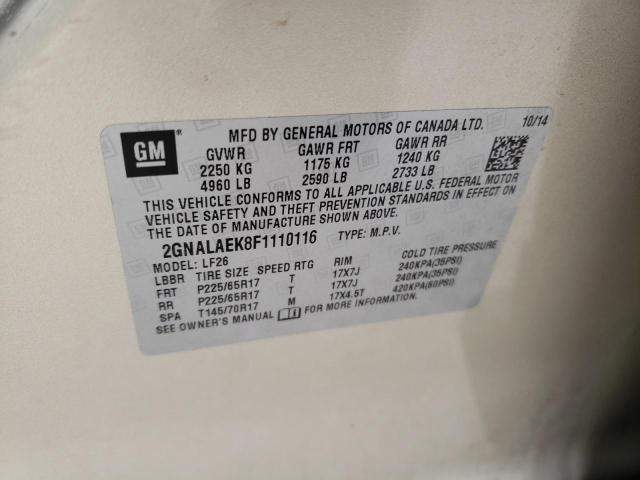 GM ® MFD BY GENERAL MOTORS OF CANADA LTD. 10/14
GVWR GAWR FRT GAWR RR
2250 KG 1175 KG 1240 KG
4960 LB 2590 LB 2733 LB
THIS VEHICLE CONFORMS TO ALL APPLICABLE U.S. FEDERAL MOTOR
VEHICLE SAFETY AND THEFT PREVENTION STANDARDS IN EFFECT ON
THE DATE OF MANUFACTURE SHOWN ABOVE.
2GNALAEK8F1110116 TYPE: M.P.V.
MODEL: LF26
LBBR TIRE SIZE SPEED RTG RIM COLD TIRE PRESSURE
FRT P225/65R17 T 17X7J 240KPA(35PSI)
RR P225/65R17 T 17X7J 240KPA(35PSI)
SPA T145/70R17 M 17X4.5T 420KPA(60PSI)
SEE OWNER'S MANUAL FOR MORE INFORMATION.